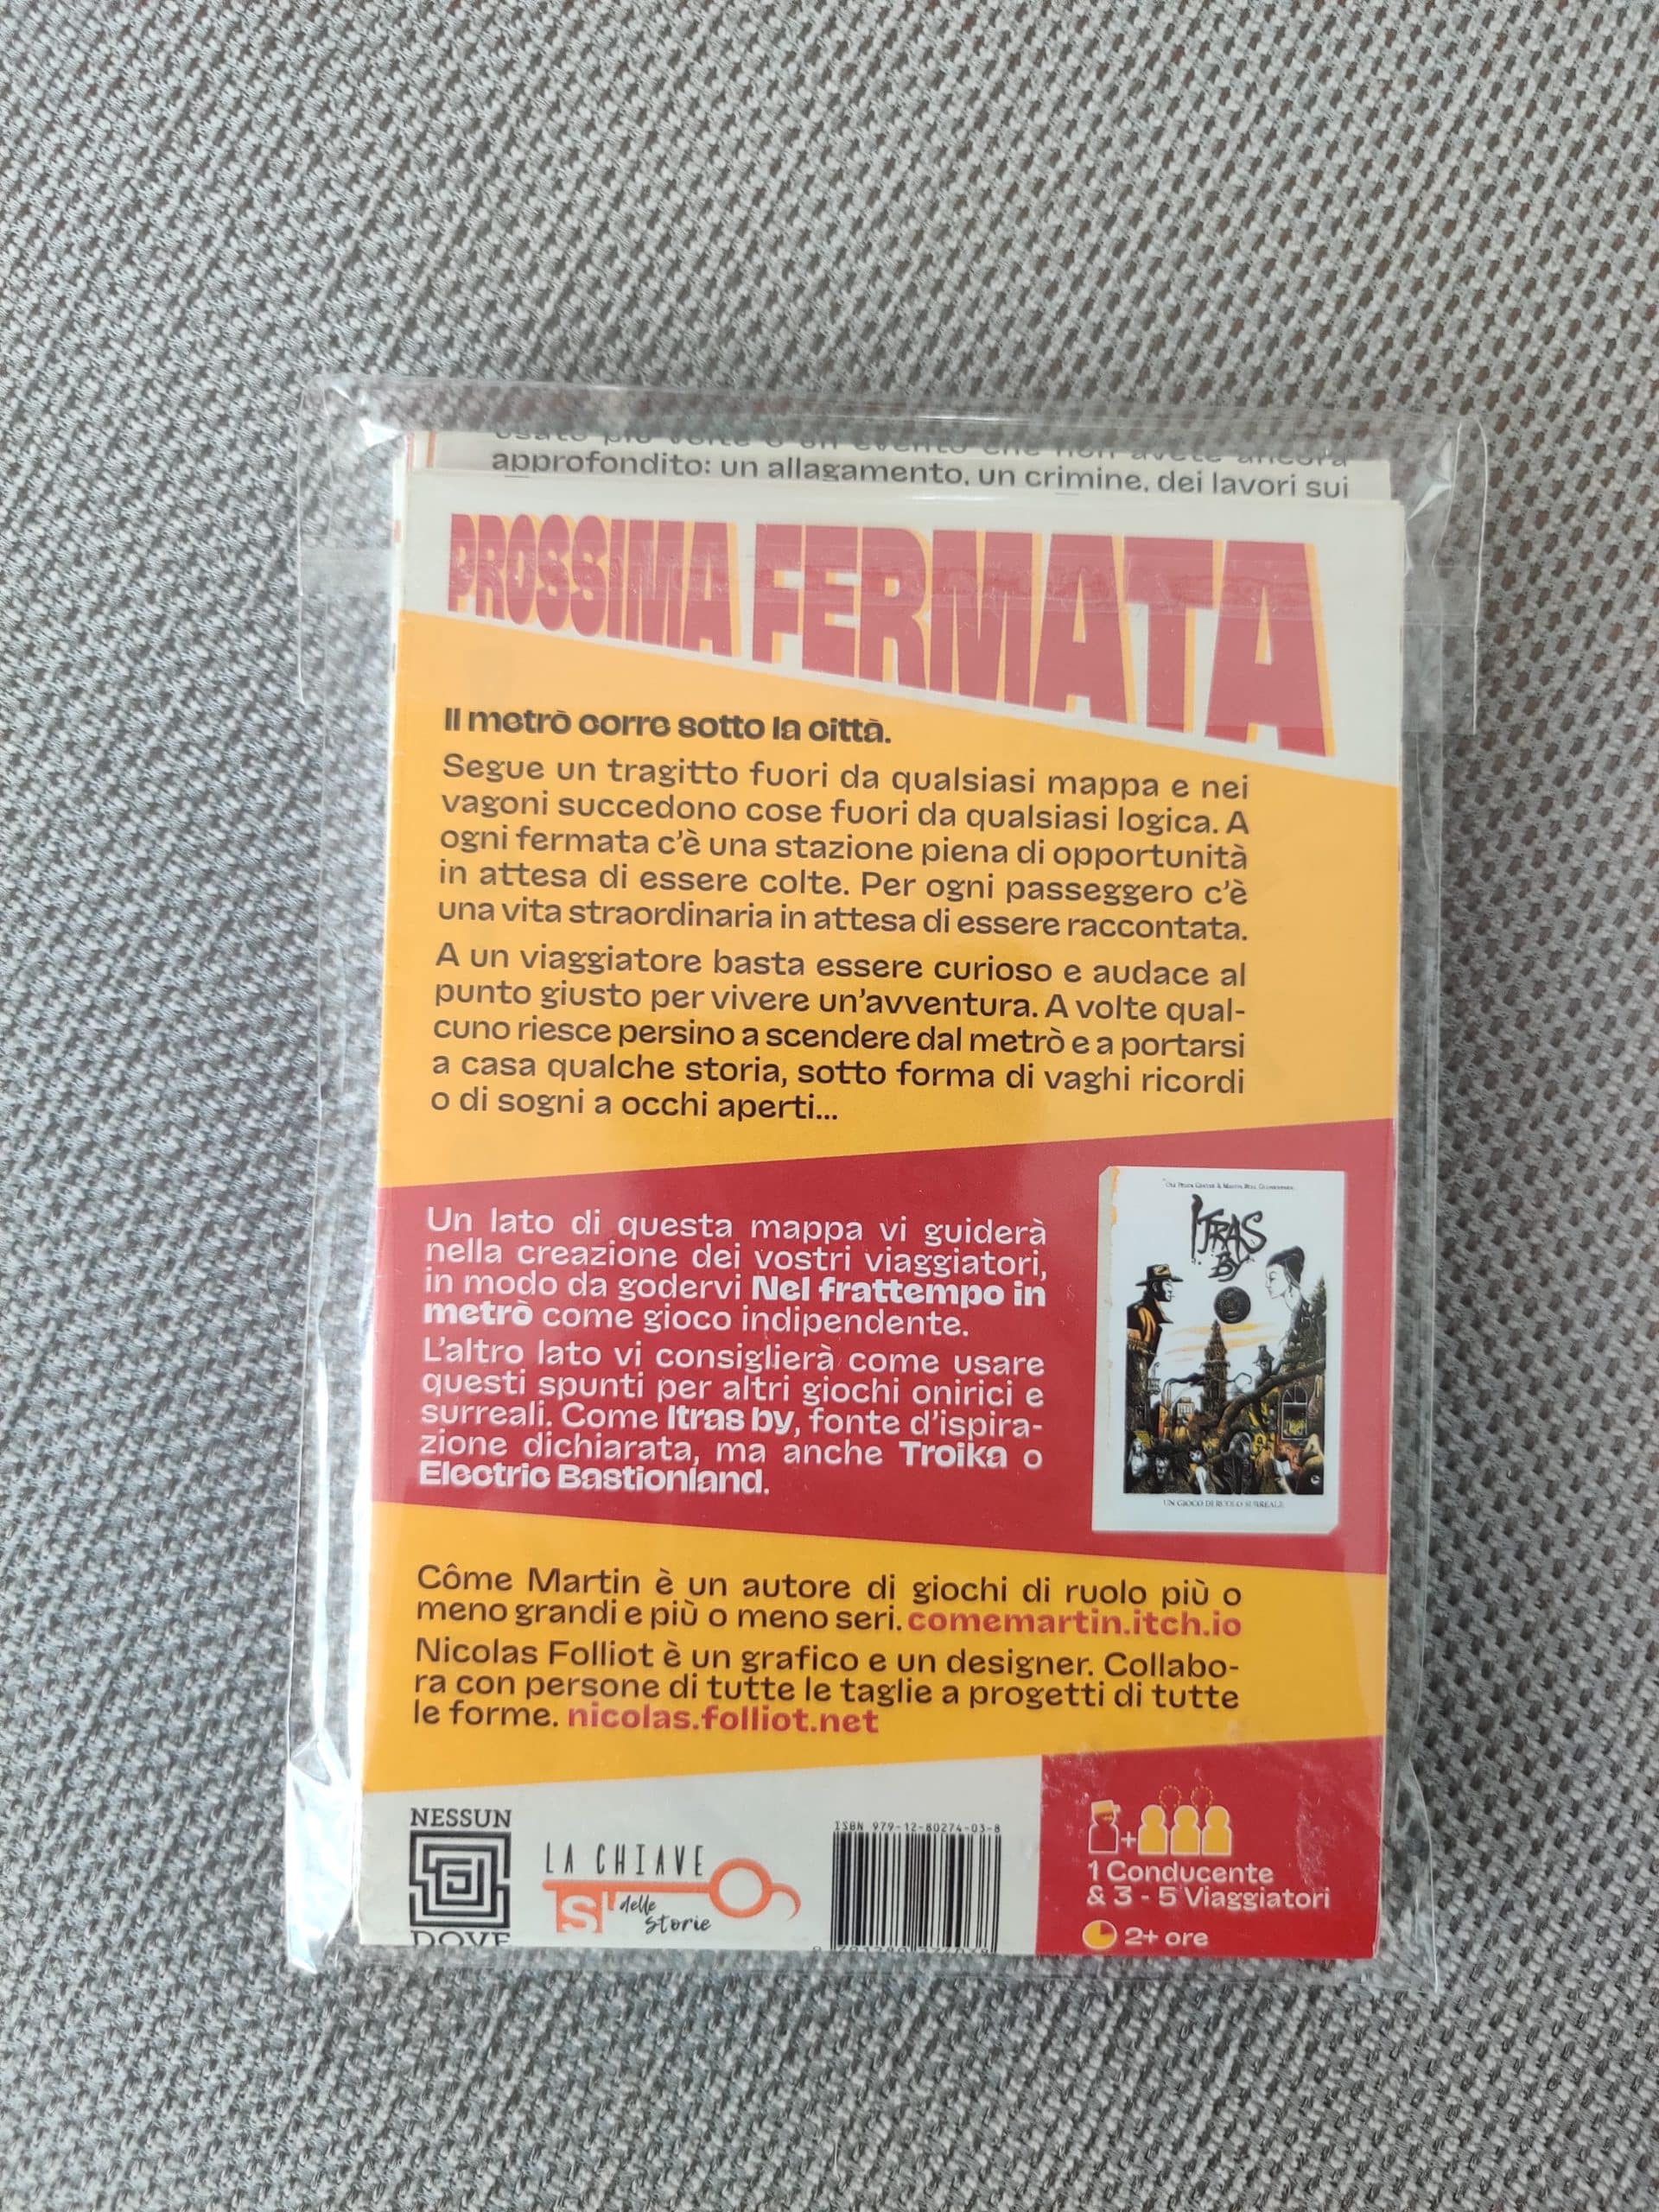 usato più volte o un evento che non avete ancora
approfondito: un allagamento, un crimine, dei lavori sui
PROSSIMA FERMATA
Il metrò corre sotto la città.
Segue un tragitto fuori da qualsiasi mappa e nei
vagoni succedono cose fuori da qualsiasi logica. A
ogni fermata c'è una stazione piena di opportunità
in attesa di essere colte. Per ogni passeggero c'è
una vita straordinaria in attesa di essere raccontata.
A un viaggiatore basta essere curioso e audace al
punto giusto per vivere un'avventura. A volte qual-
cuno riesce persino a scendere dal metrò e a portarsi
a casa qualche storia, sotto forma di vaghi ricordi
o di sogni a occhi aperti...
Un lato di questa mappa vi guiderà
nella creazione dei vostri viaggiatori,
in modo da godervi Nel frattempo in
metrò come gioco indipendente.
L'altro lato vi consiglierà come usare
questi spunti per altri giochi onirici e
surreali. Come Itras by, fonte d'ispira-
zione dichiarata, ma anche Troika o
Electric Bastionland.
ITRAS
BY
UN GIOCO DI RUOLO SURREALE
Côme Martin è un autore di giochi di ruolo più o
meno grandi e più o meno seri. comemartin.itch.io
Nicolas Folliot è un grafico e un designer. Collabo-
ra con persone di tutte le taglie a progetti di tutte
le forme. nicolas.folliot.net
NESSUN
DOVE
LA CHIAVE
delle
Storie
ISBN 979-12-80274-03-8
1 Conducente
& 3 - 5 Viaggiatori
2+ ore